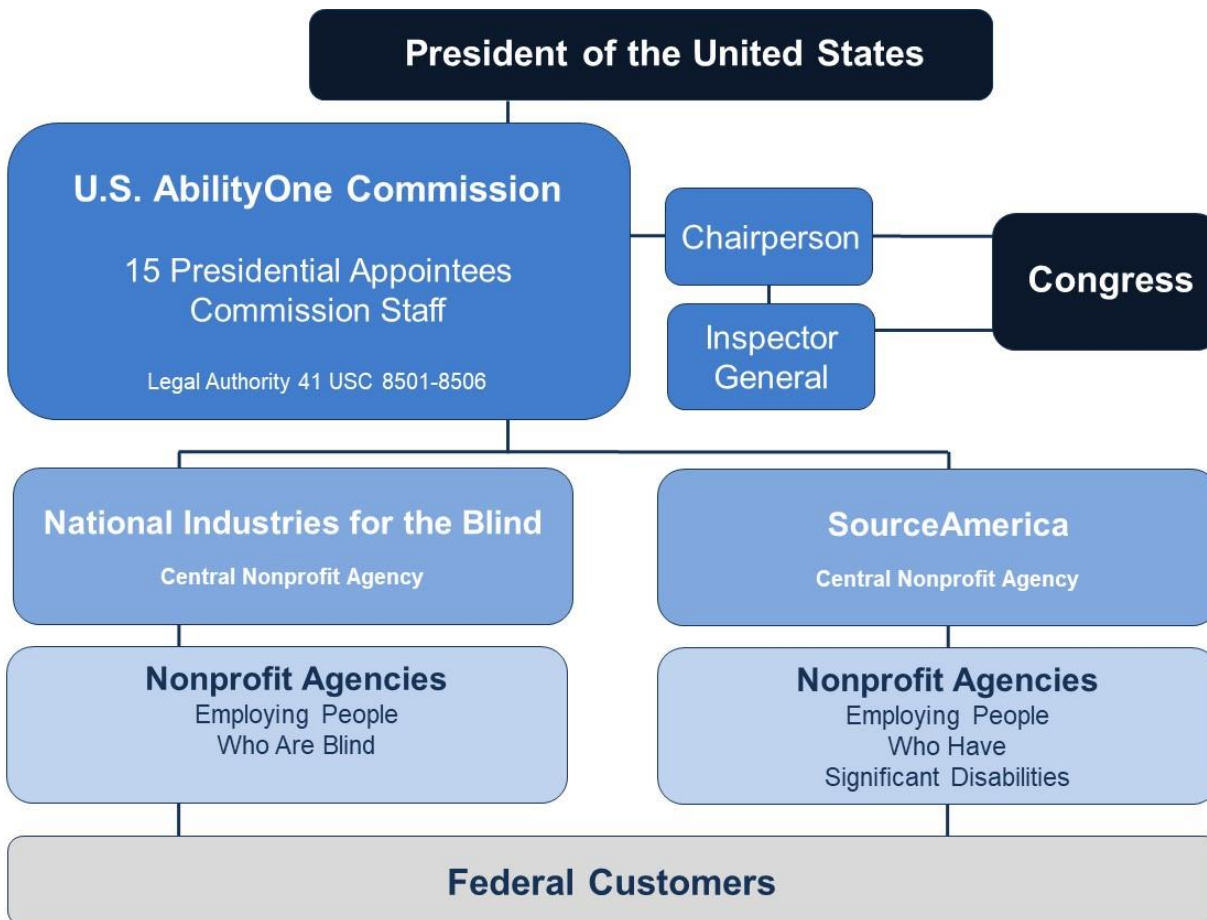 President of the United States
U.S. AbilityOne Commission
15 Presidential Appointees
Commission Staff
Legal Authority 41 USC 8501-8506
Chairperson
Inspector
General
Congress
National Industries for the Blind
Central Nonprofit Agency
SourceAmerica
Central Nonprofit Agency
Nonprofit Agencies
Employing People
Who Are Blind
Nonprofit Agencies
Employing People
Who Have
Significant Disabilities
Federal Customers